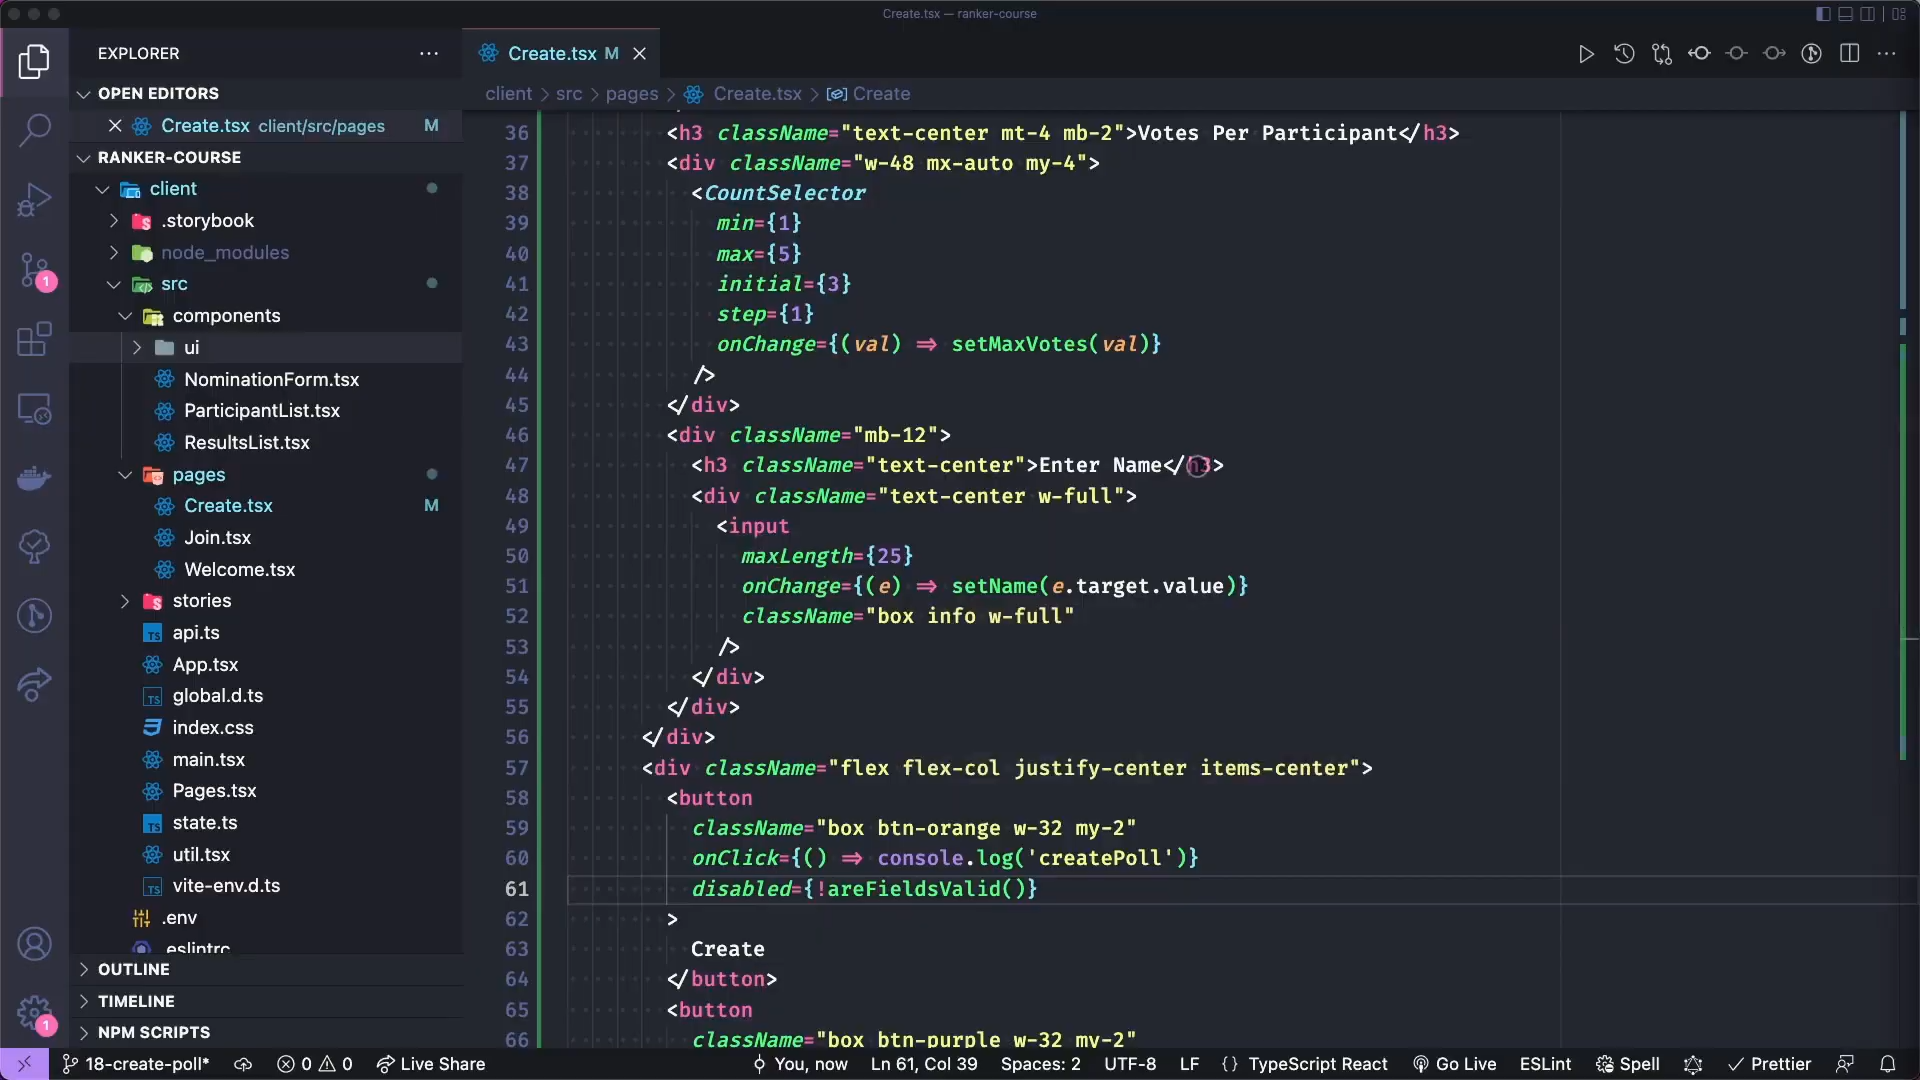 Create.tsx — ranker-course
EXPLORER
Create.tsx M
OPEN EDITORS
Create.tsx client/src/pages M
RANKER-COURSE
client
.storybook
node_modules
src
components
ui
NominationForm.tsx
ParticipantList.tsx
ResultsList.tsx
pages
Create.tsx M
Join.tsx
Welcome.tsx
stories
api.ts
App.tsx
global.d.ts
index.css
main.tsx
Pages.tsx
state.ts
util.tsx
vite-env.d.ts
.env
.eslintrc
OUTLINE
TIMELINE
NPM SCRIPTS
client > src > pages > Create.tsx > Create
36 <h3 className="text-center mt-4 mb-2">Votes Per Participant</h3>
37 <div className="w-48 mx-auto my-4">
38 <CountSelector
39 min={1}
40 max={5}
41 initial={3}
42 step={1}
43 onChange={(val) => setMaxVotes(val)}
44 />
45 </div>
46 <div className="mb-12">
47 <h3 className="text-center">Enter Name</h3>
48 <div className="text-center w-full">
49 <input
50 maxLength={25}
51 onChange={(e) => setName(e.target.value)}
52 className="box info w-full"
53 />
54 </div>
55 </div>
56 </div>
57 <div className="flex flex-col justify-center items-center">
58 <button
59 className="box btn-orange w-32 my-2"
60 onClick={() => console.log('createPoll')}
61 disabled={!areFieldsValid()}
62 >
63 Create
64 </button>
65 <button
66 className="box btn-purple w-32 my-2"
1
1
18-create-poll* 0 0 Live Share You, now Ln 61, Col 39 Spaces: 2 UTF-8 LF {} TypeScript React Go Live ESLint Spell Prettier